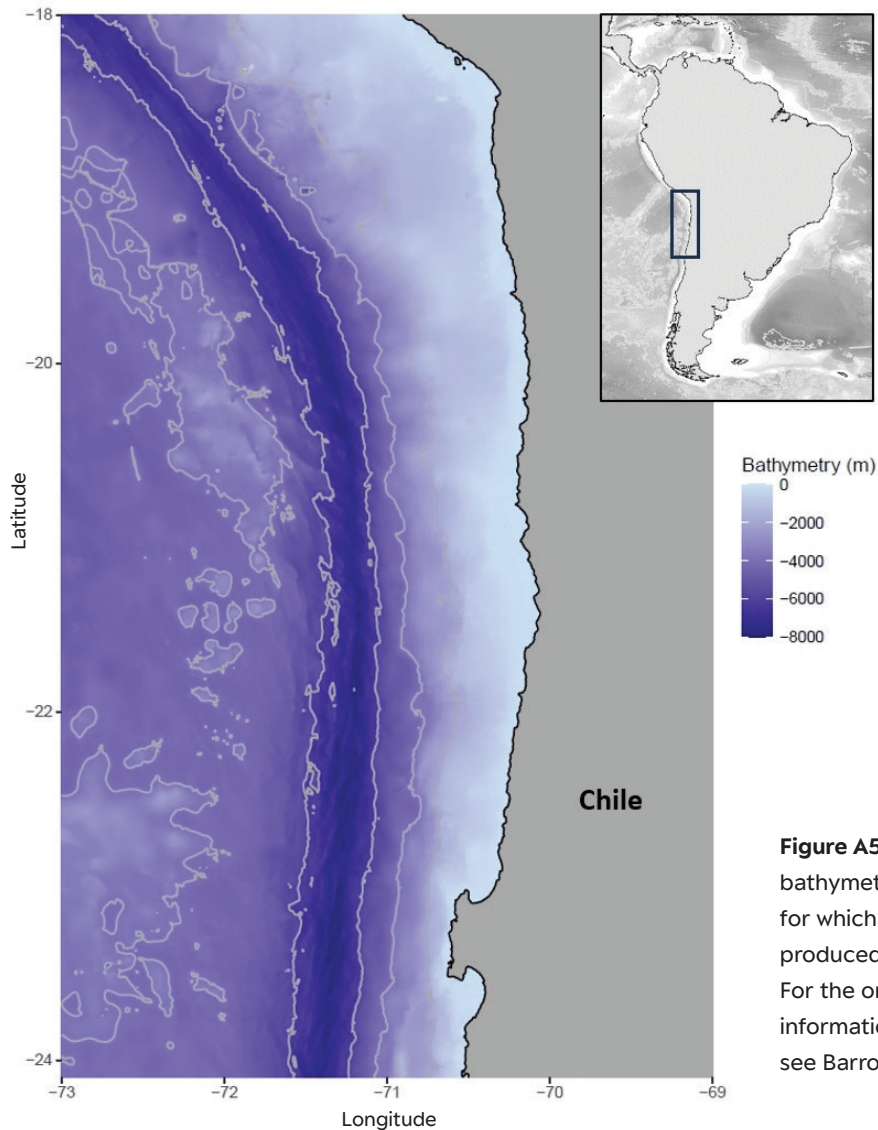 −18
−20
−22
−24
Latitude
−73
−72
−71
−70
−69
Longitude
Chile
Bathymetry (m)
0
−2000
−4000
−6000
−8000
Figure A5
bathymet
for which
produced
For the or
informatio
see Barro